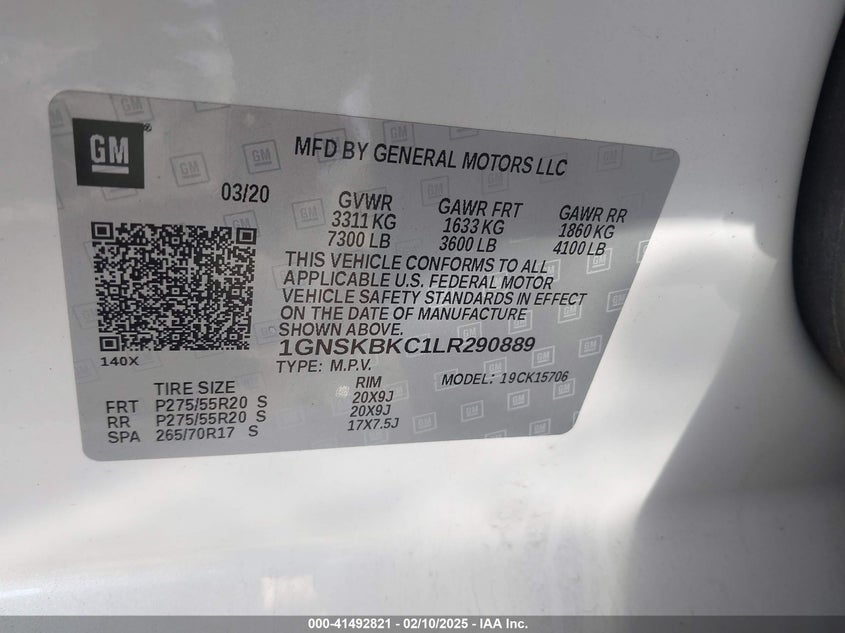 GM
MFD BY GENERAL MOTORS LLC
03/20
GVWR GAWR FRT GAWR RR
3311 KG 1633 KG 1860 KG
7300 LB 3600 LB 4100 LB
THIS VEHICLE CONFORMS TO ALL
APPLICABLE U.S. FEDERAL MOTOR
VEHICLE SAFETY STANDARDS IN EFFECT
ON THE DATE OF MANUFACTURE
SHOWN ABOVE.
1GNSKBKC1LR290889
140X
TYPE: M.P.V. MODEL: 19CK15706
TIRE SIZE RIM
FRT P275/55R20 S 20X9J
RR P275/55R20 S 20X9J
SPA 265/70R17 S 17X7.5J
000-41492821 - 02/10/2025 - IAA Inc.